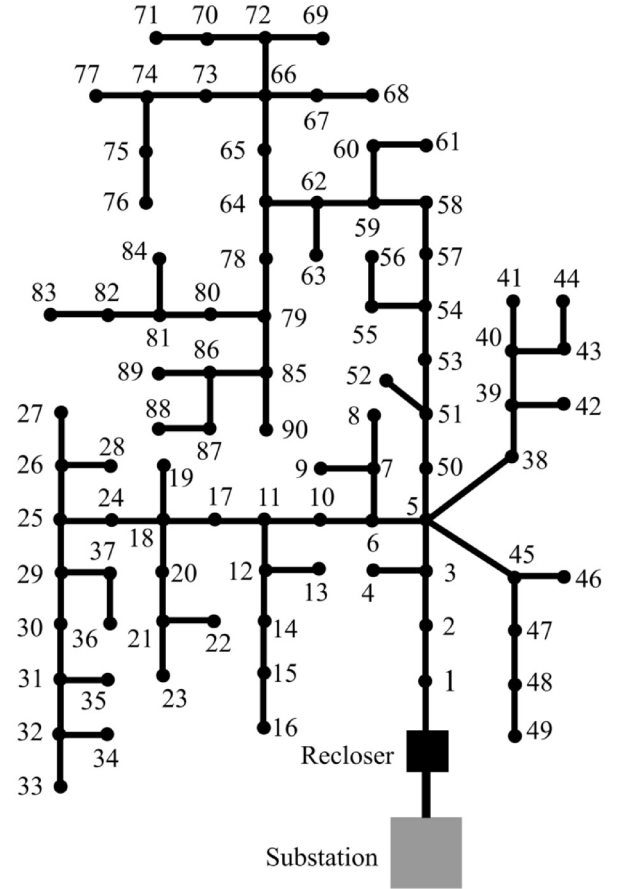 71 70 72 69
77 74 73 66 68
67
75 65 60 61
76 64 62 58
59
84 78 63 56 57
83 82 80 79 54 41 44
81 55
89 86 85 53 40 43
52 39 42
88 87 90 8 51
27 38
28 19 9 7 50
26
25 24 17 11 10 5
18 6 45
29 37 20 12 3 46
13 4
30 36 21 22 14 2 47
31 35 23 15 1 48
32 16 49
34 Recloser
33
Substation